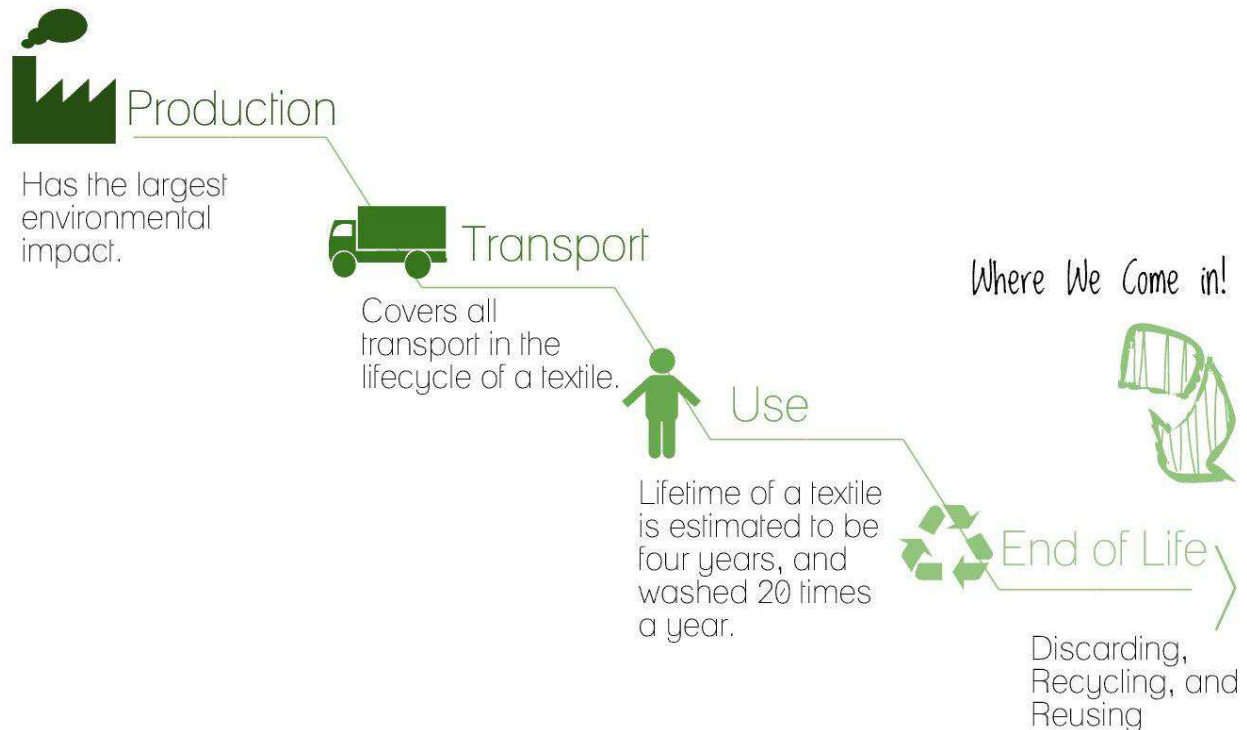 Production
Has the largest
environmental
impact.
Transport
Covers all
transport in the
lifecycle of a textile.
Where We Come in!
Use
Lifetime of a textile
is estimated to be
four years, and
washed 20 times
a year.
End of Life
Discarding,
Recycling, and
Reusing